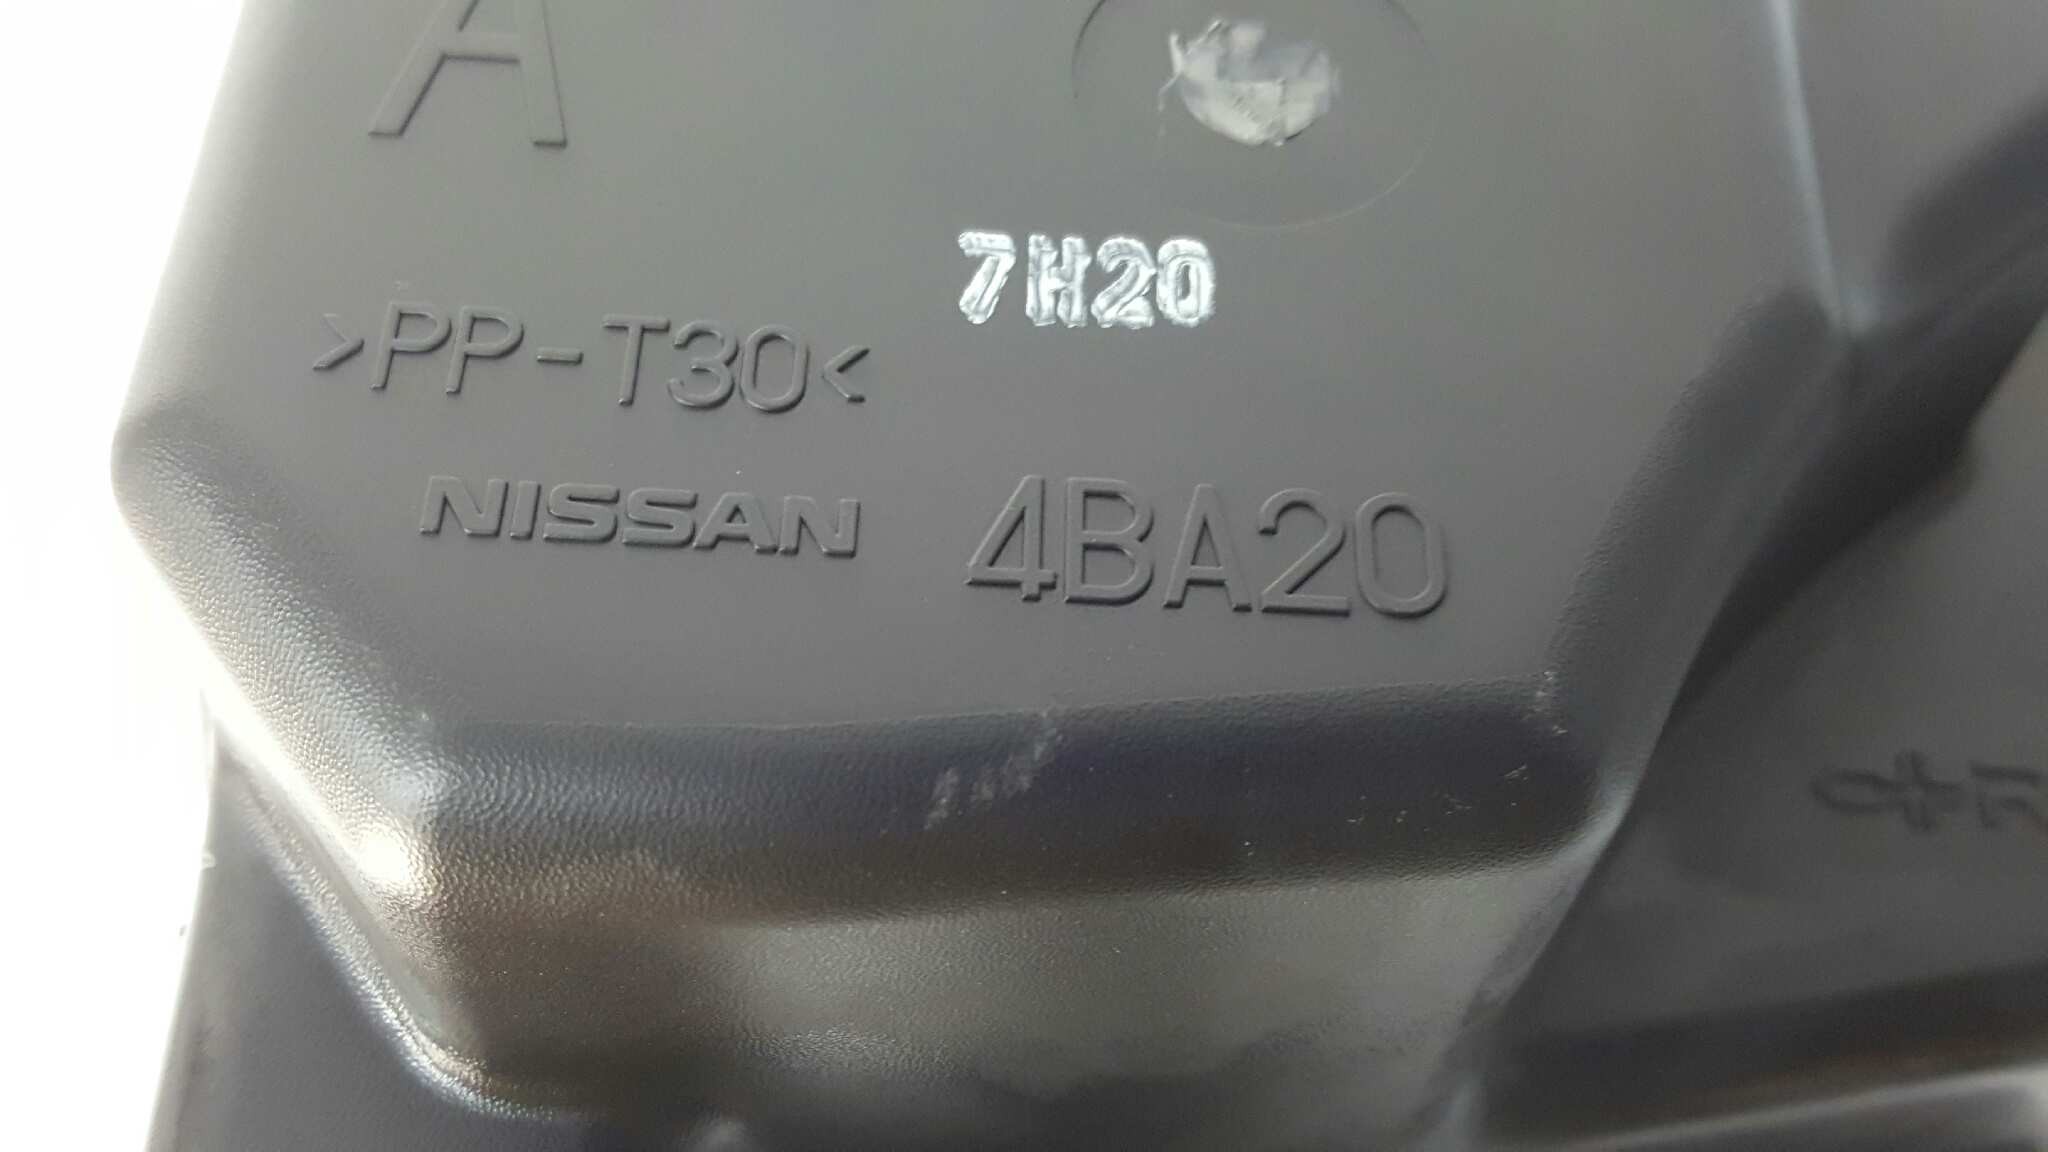 A
7H20
>PP-T30<
NISSAN 4BA20